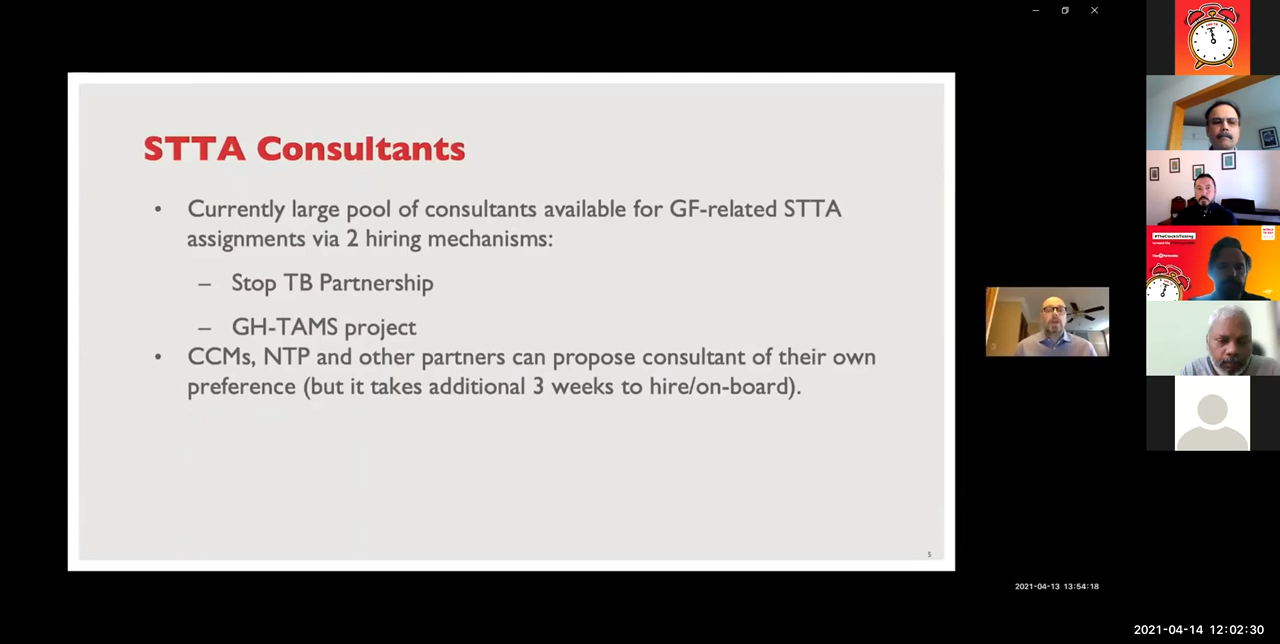 STTA Consultants
• Currently large pool of consultants available for GF-related STTA
assignments via 2 hiring mechanisms:
– Stop TB Partnership
– GH-TAMS project
• CCMs, NTP and other partners can propose consultant of their own
preference (but it takes additional 3 weeks to hire/on-board).
5
2021-04-13 13:54:18
2021-04-14 12:02:30
#TheClockIsTicking